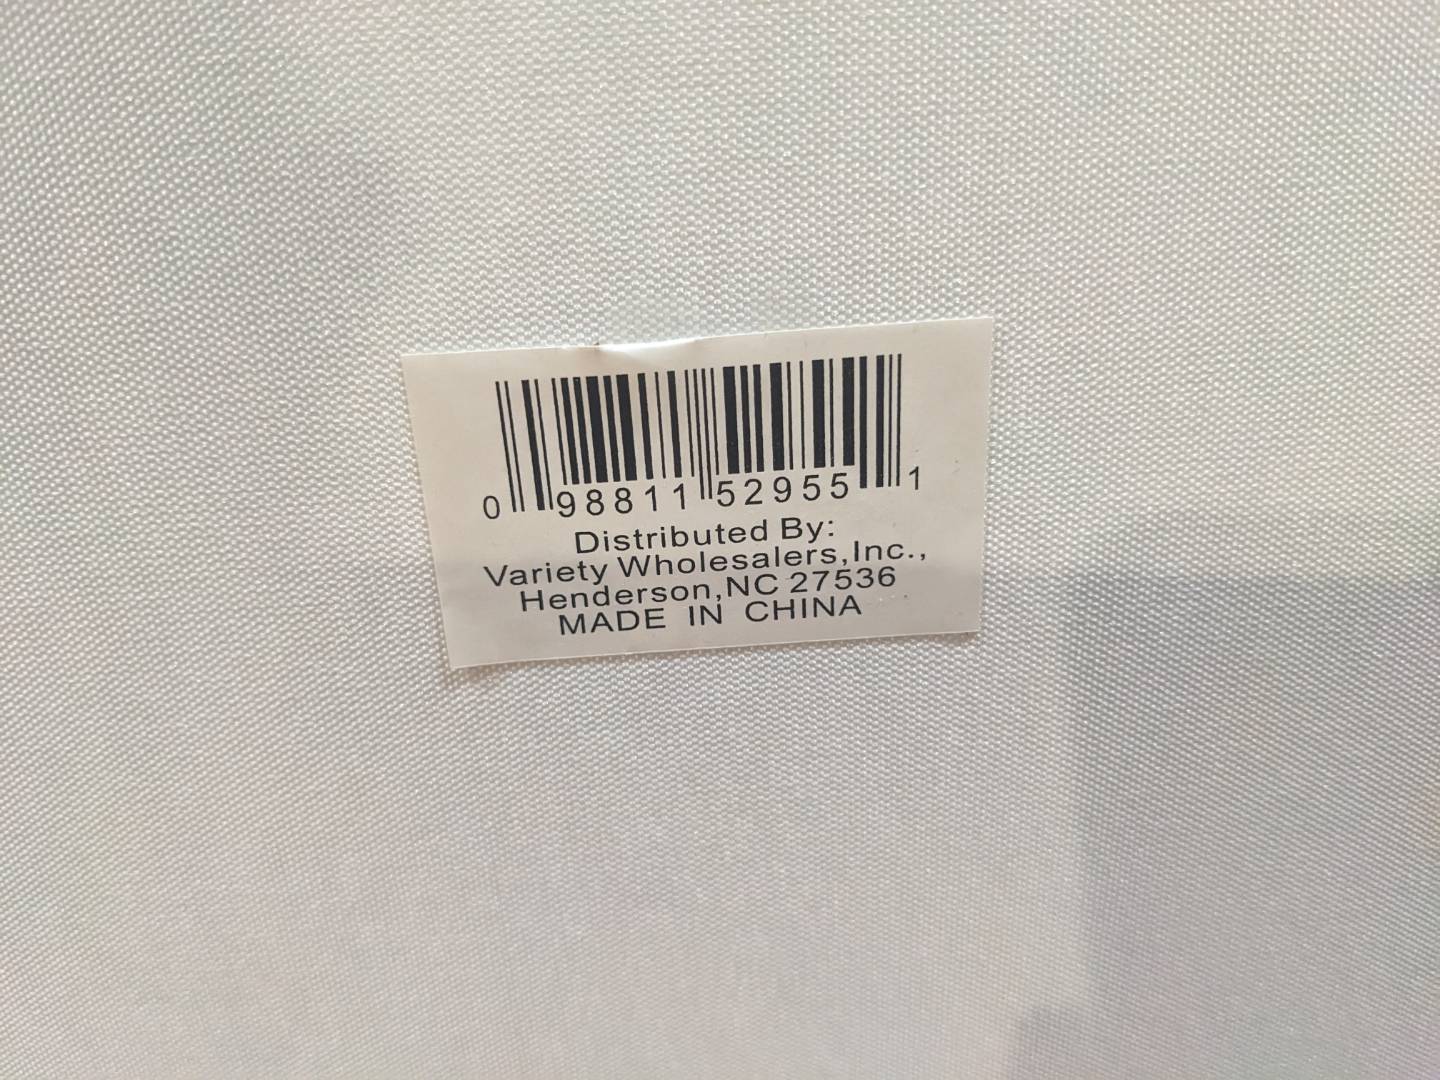 0 98811 52955 1
Distributed By:
Variety Wholesalers,Inc.,
Henderson,NC 27536
MADE IN CHINA